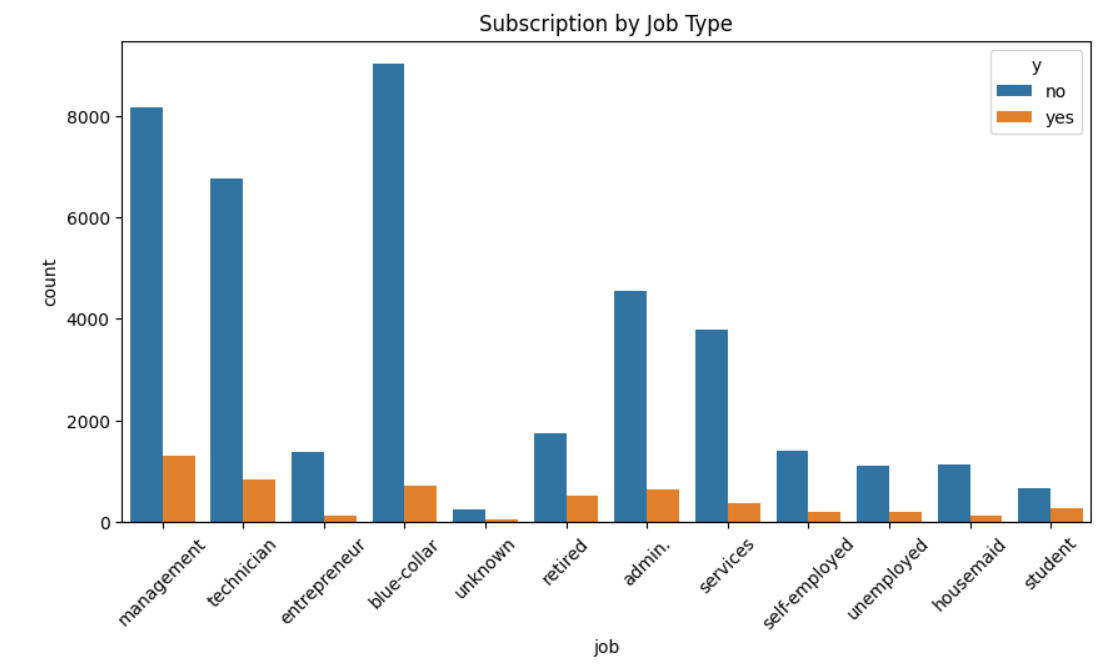 Subscription by Job Type
y
no
yes
count
8000
6000
4000
2000
0
management
technician
entrepreneur
blue-collar
unknown
retired
admin.
services
self-employed
unemployed
housemaid
student
job